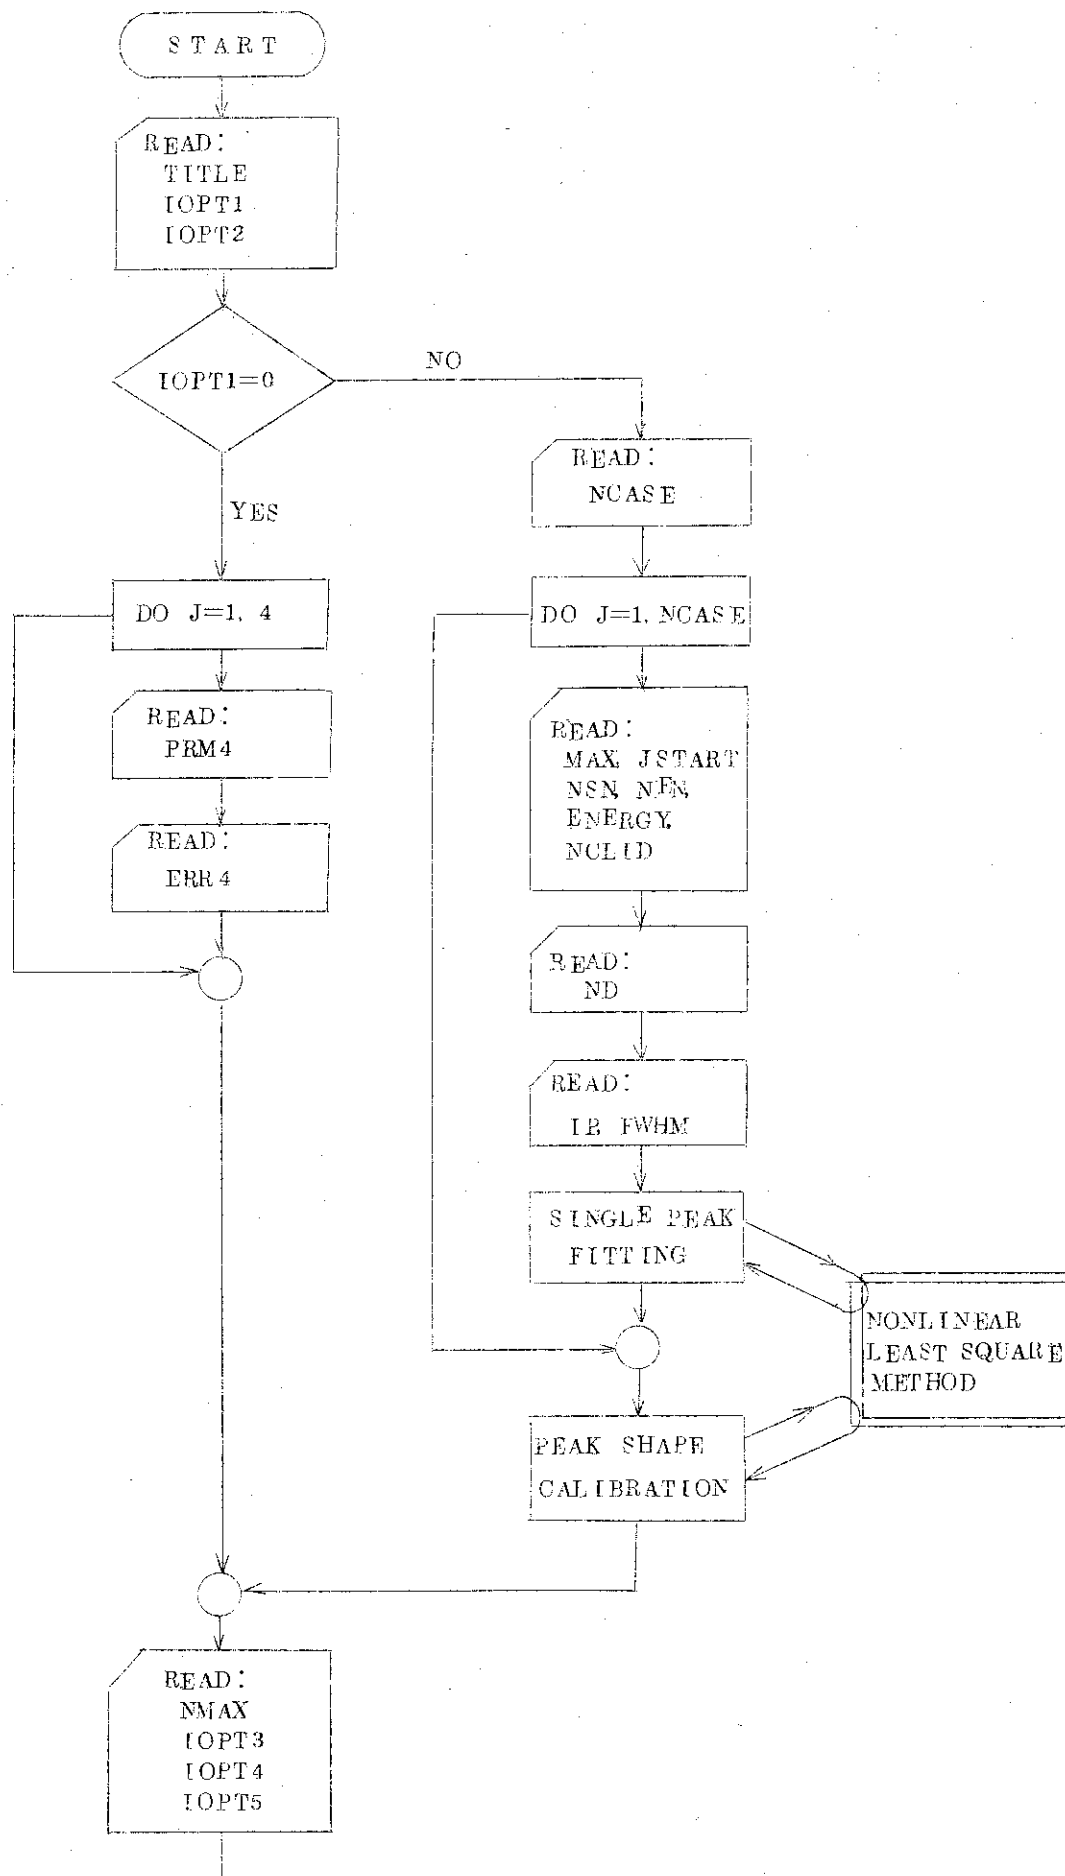 START
READ:
TITLE
IOPT1
IOPT2
IOPT1=0
NO
YES
DO J=1, 4
READ:
PRM4
READ:
ERR4
READ:
NCASE
DO J=1, NCASE
READ:
MAX, JSTART
NSN, NFN,
ENERGY,
NCLID
READ:
ND
READ:
FWHM
SINGLE PEAK
FITTING
NONLINEAR
LEAST SQUARE
METHOD
PEAK SHAPE
CALIBRATION
READ:
NMAX
IOPT3
IOPT4
IOPT5